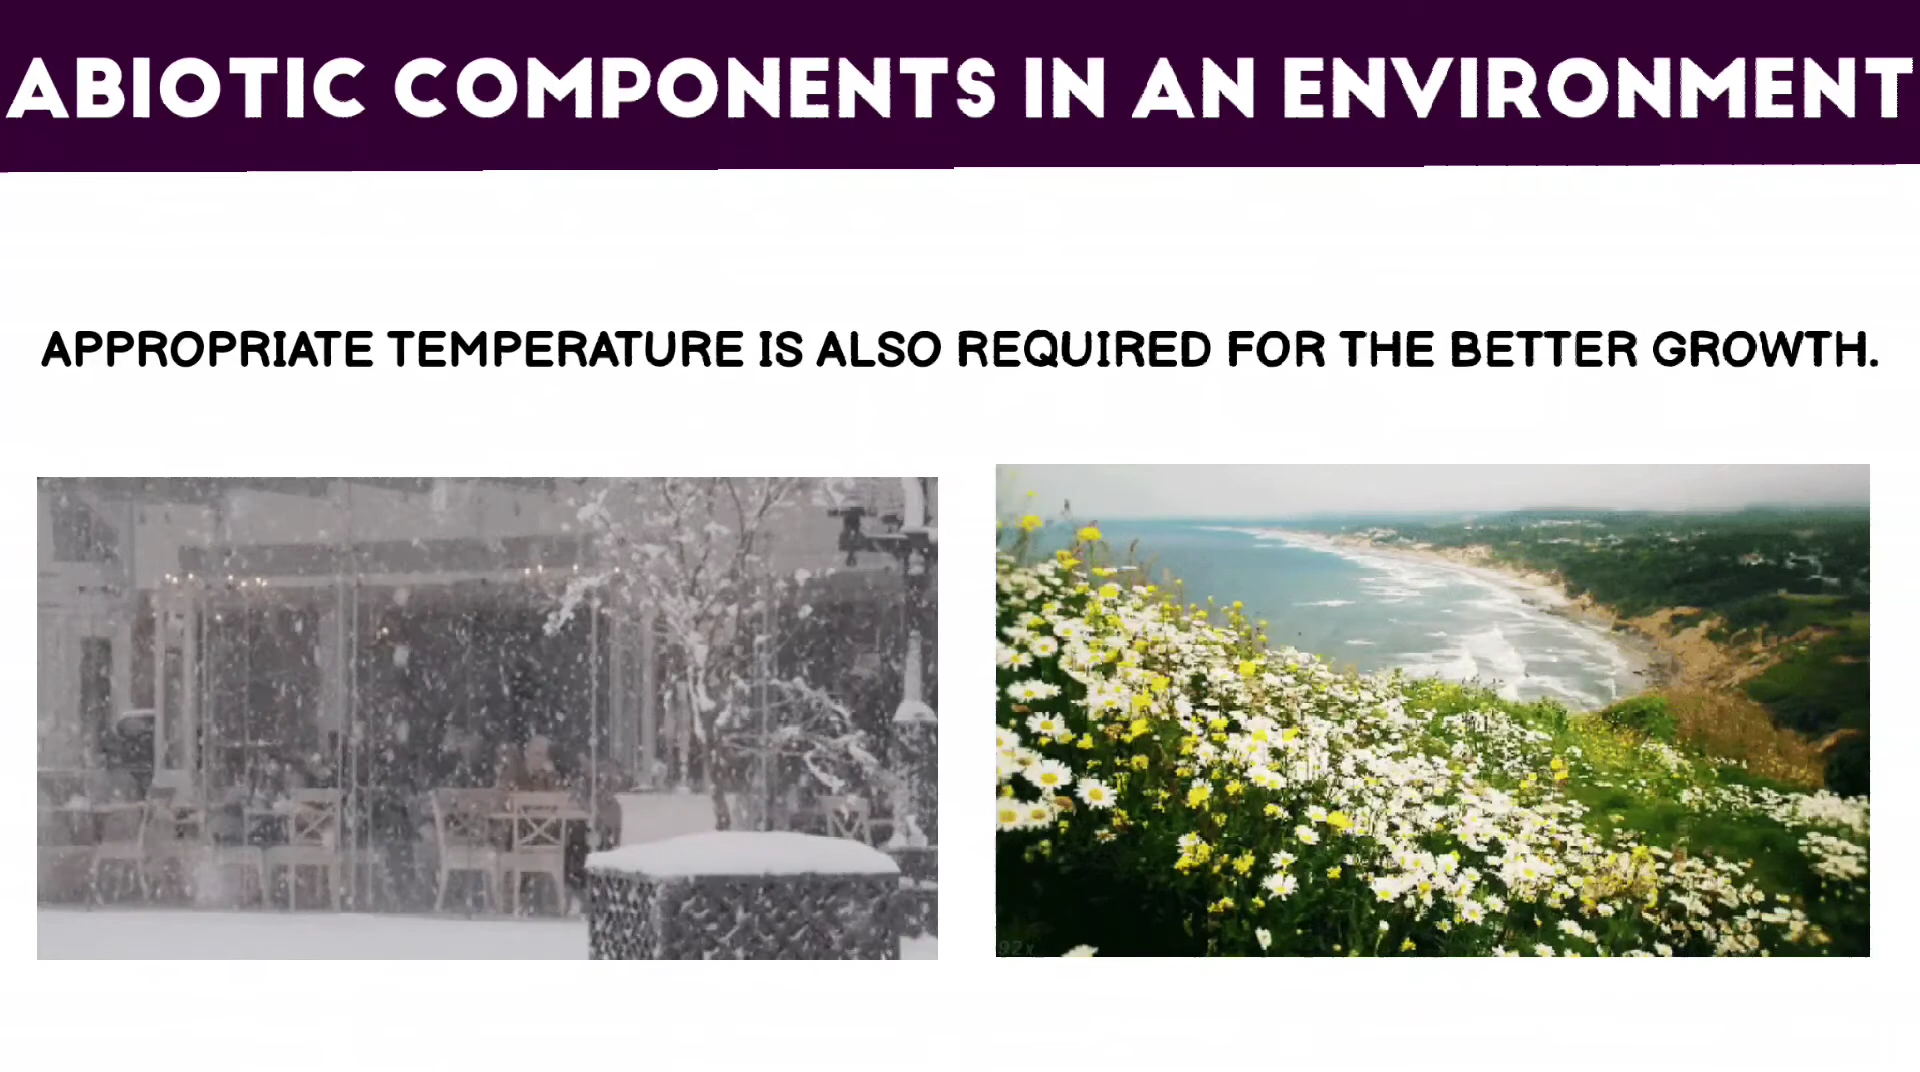 ABIOTIC COMPONENTS IN AN ENVIRONMENT
APPROPRIATE TEMPERATURE IS ALSO REQUIRED FOR THE BETTER GROWTH.